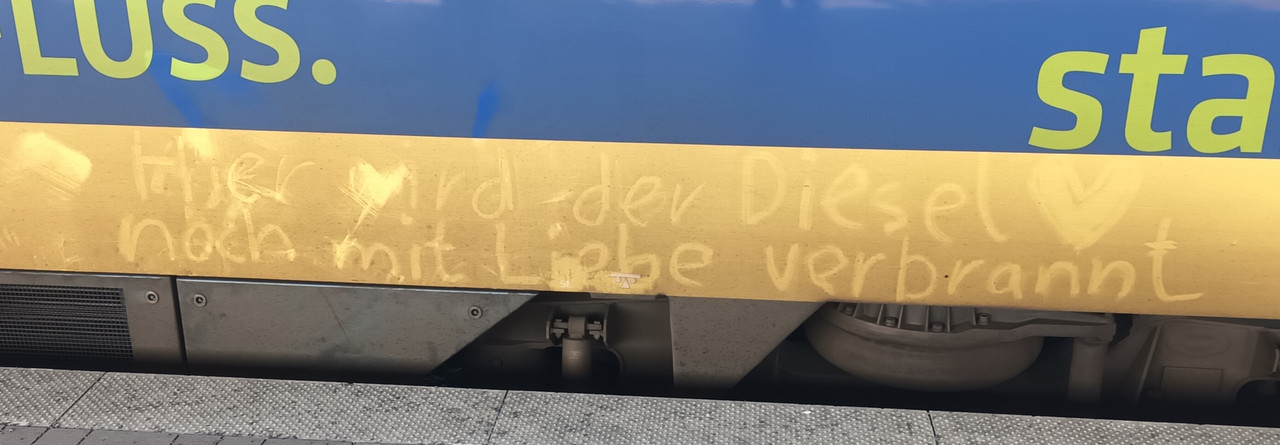 LUSS.
sta
Hier wird der Diesel ♥
noch mit Liebe verbrannt